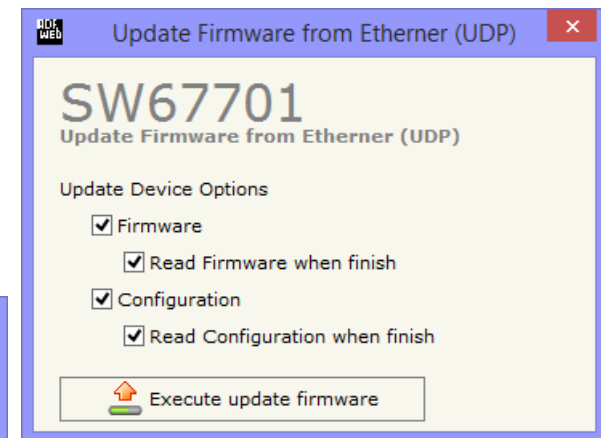 ADF
WEB
Update Firmware from Etherner (UDP)
SW67701
Update Firmware from Etherner (UDP)
Update Device Options
Firmware
Read Firmware when finish
Configuration
Read Configuration when finish
Execute update firmware